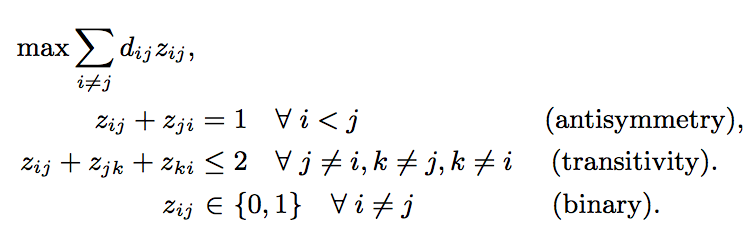 max ∑_{i≠j} d_{ij} z_{ij},
z_{ij} + z_{ji} = 1 ∀ i < j (antisymmetry),
z_{ij} + z_{jk} + z_{ki} ≤ 2 ∀ j ≠ i, k ≠ j, k ≠ i (transitivity).
z_{ij} ∈ {0, 1} ∀ i ≠ j (binary).